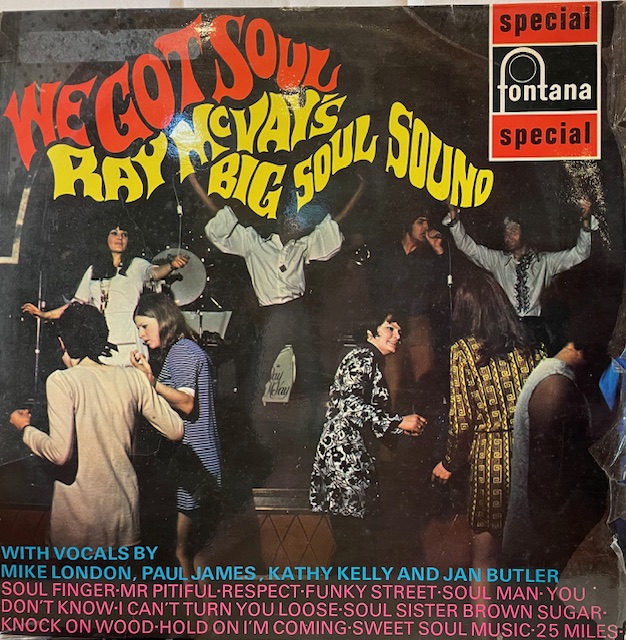 special
fontana
special
WE GOT SOUL
RAY McVAY'S
BIG SOUL SOUND
Ray
McVay
WITH VOCALS BY
MIKE LONDON, PAUL JAMES, KATHY KELLY AND JAN BUTLER
SOUL FINGER·MR PITIFUL·RESPECT·FUNKY STREET·SOUL MAN·YOU
DON'T KNOW·I CAN'T TURN YOU LOOSE·SOUL SISTER BROWN SUGAR·
KNOCK ON WOOD·HOLD ON I'M COMING·SWEET SOUL MUSIC·25 MILES